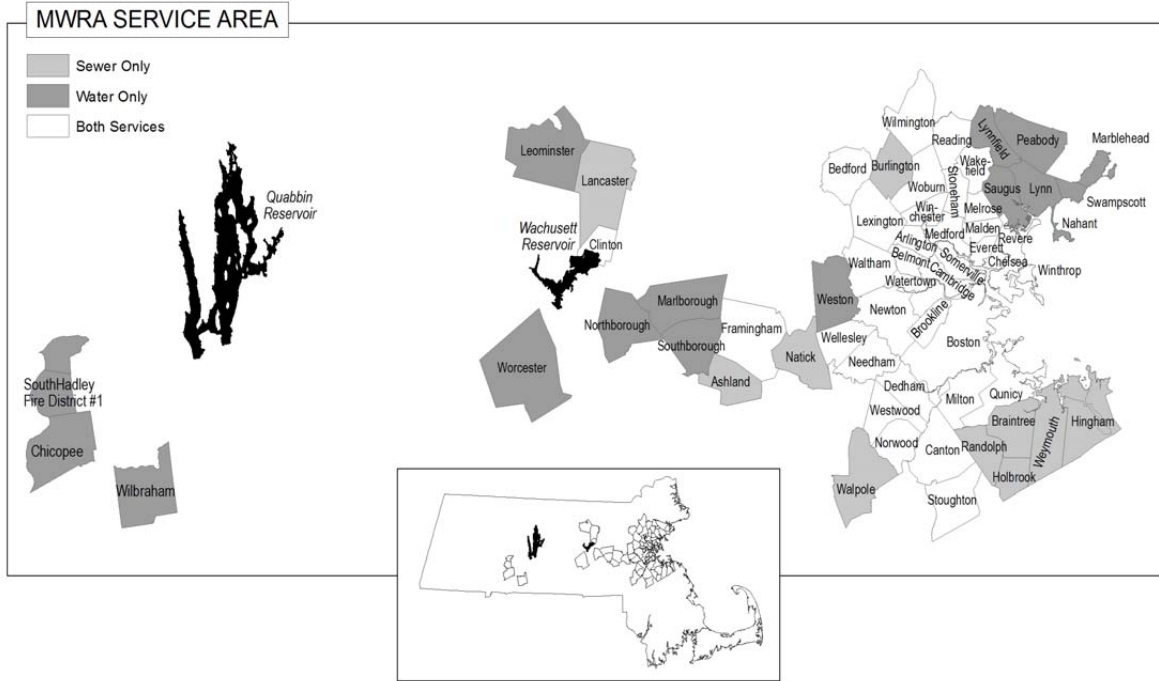 MWRA SERVICE AREA
Sewer Only
Water Only
Both Services
Quabbin
Reservoir
SouthHadley
Fire District #1
Chicopee
Wilbraham
Leominster
Lancaster
Wachusett
Reservoir
Clinton
Worcester
Northborough
Marlborough
Southborough
Framingham
Ashland
Natick
Wilmington
Reading
Lynnfield
Peabody
Marblehead
Bedford
Burlington
Wake-
field
Woburn
Stoneham
Saugus
Lynn
Swampscott
Nahant
Lexington
Win-
chester
Melrose
Arlington
Medford
Malden
Revere
Everett
Chelsea
Winthrop
Waltham
Belmont
Somerville
Watertown
Cambridge
Weston
Newton
Brookline
Boston
Wellesley
Needham
Dedham
Milton
Qunicy
Westwood
Norwood
Canton
Randolph
Braintree
Weymouth
Hingham
Holbrook
Walpole
Stoughton